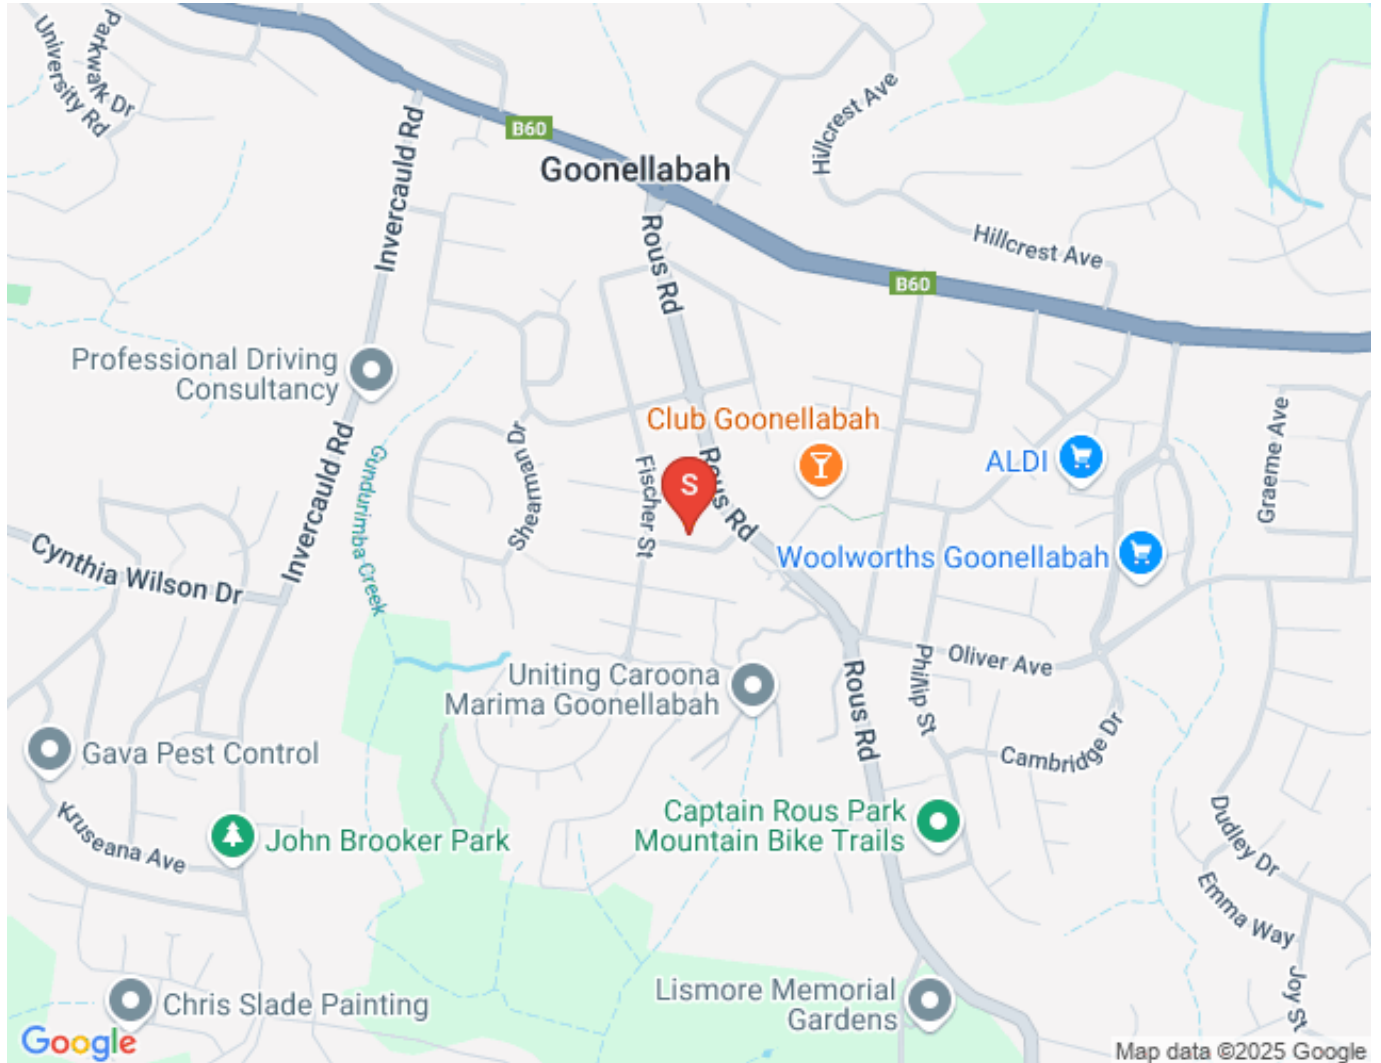 University Rd
Parkwalk Dr
Invercauld Rd
B60
Goonellabah
Hillcrest Ave
Hillcrest Ave
Rous Rd
B60
Professional Driving
Consultancy
Gundurimba Creek
Invercauld Rd
Shearman Dr
Fischer St
S
Rous Rd
Club Goonellabah
ALDI
Graeme Ave
Woolworths Goonellabah
Cynthia Wilson Dr
Uniting Caroona
Marima Goonellabah
Rous Rd
Phillip St
Oliver Ave
Cambridge Dr
Gava Pest Control
Kruseana Ave
John Brooker Park
Captain Rous Park
Mountain Bike Trails
Dudley Dr
Emma Way
Joy St
Chris Slade Painting
Lismore Memorial
Gardens
Google
Map data ©2025 Google